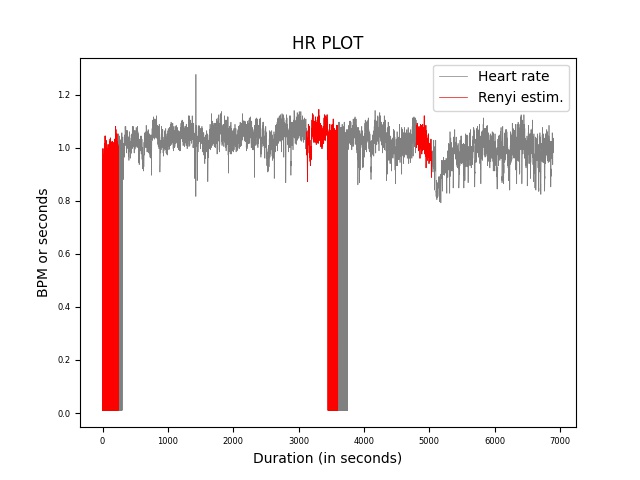 HR PLOT
Heart rate
Renyi estim.
BPM or seconds
1.2
1.0
0.8
0.6
0.4
0.2
0.0
0 1000 2000 3000 4000 5000 6000 7000
Duration (in seconds)